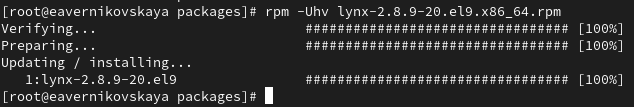 [root@eavernikovskaya packages]# rpm -Uhv lynx-2.8.9-20.el9.x86_64.rpm
Verifying... ################################# [100%]
Preparing... ################################# [100%]
Updating / installing...
1:lynx-2.8.9-20.el9 ################################# [100%]
[root@eavernikovskaya packages]#